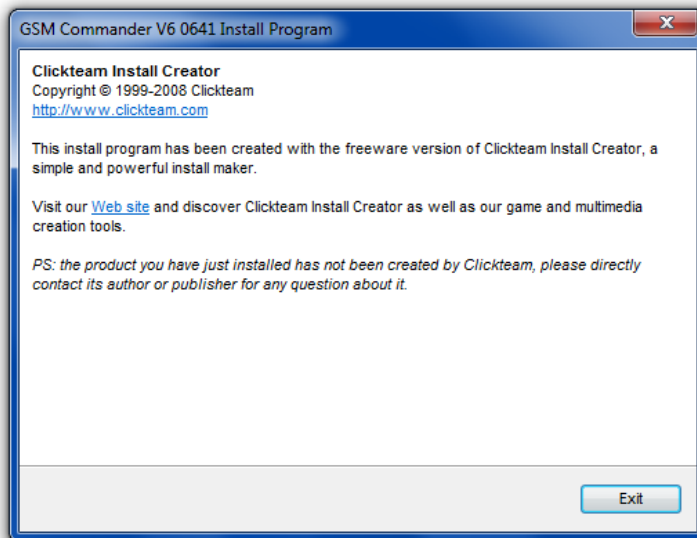 GSM Commander V6 0641 Install Program
Clickteam Install Creator
Copyright © 1999-2008 Clickteam
http://www.clickteam.com
This install program has been created with the freeware version of Clickteam Install Creator, a
simple and powerful install maker.
Visit our Web site and discover Clickteam Install Creator as well as our game and multimedia
creation tools.
PS: the product you have just installed has not been created by Clickteam, please directly
contact its author or publisher for any question about it.
Exit